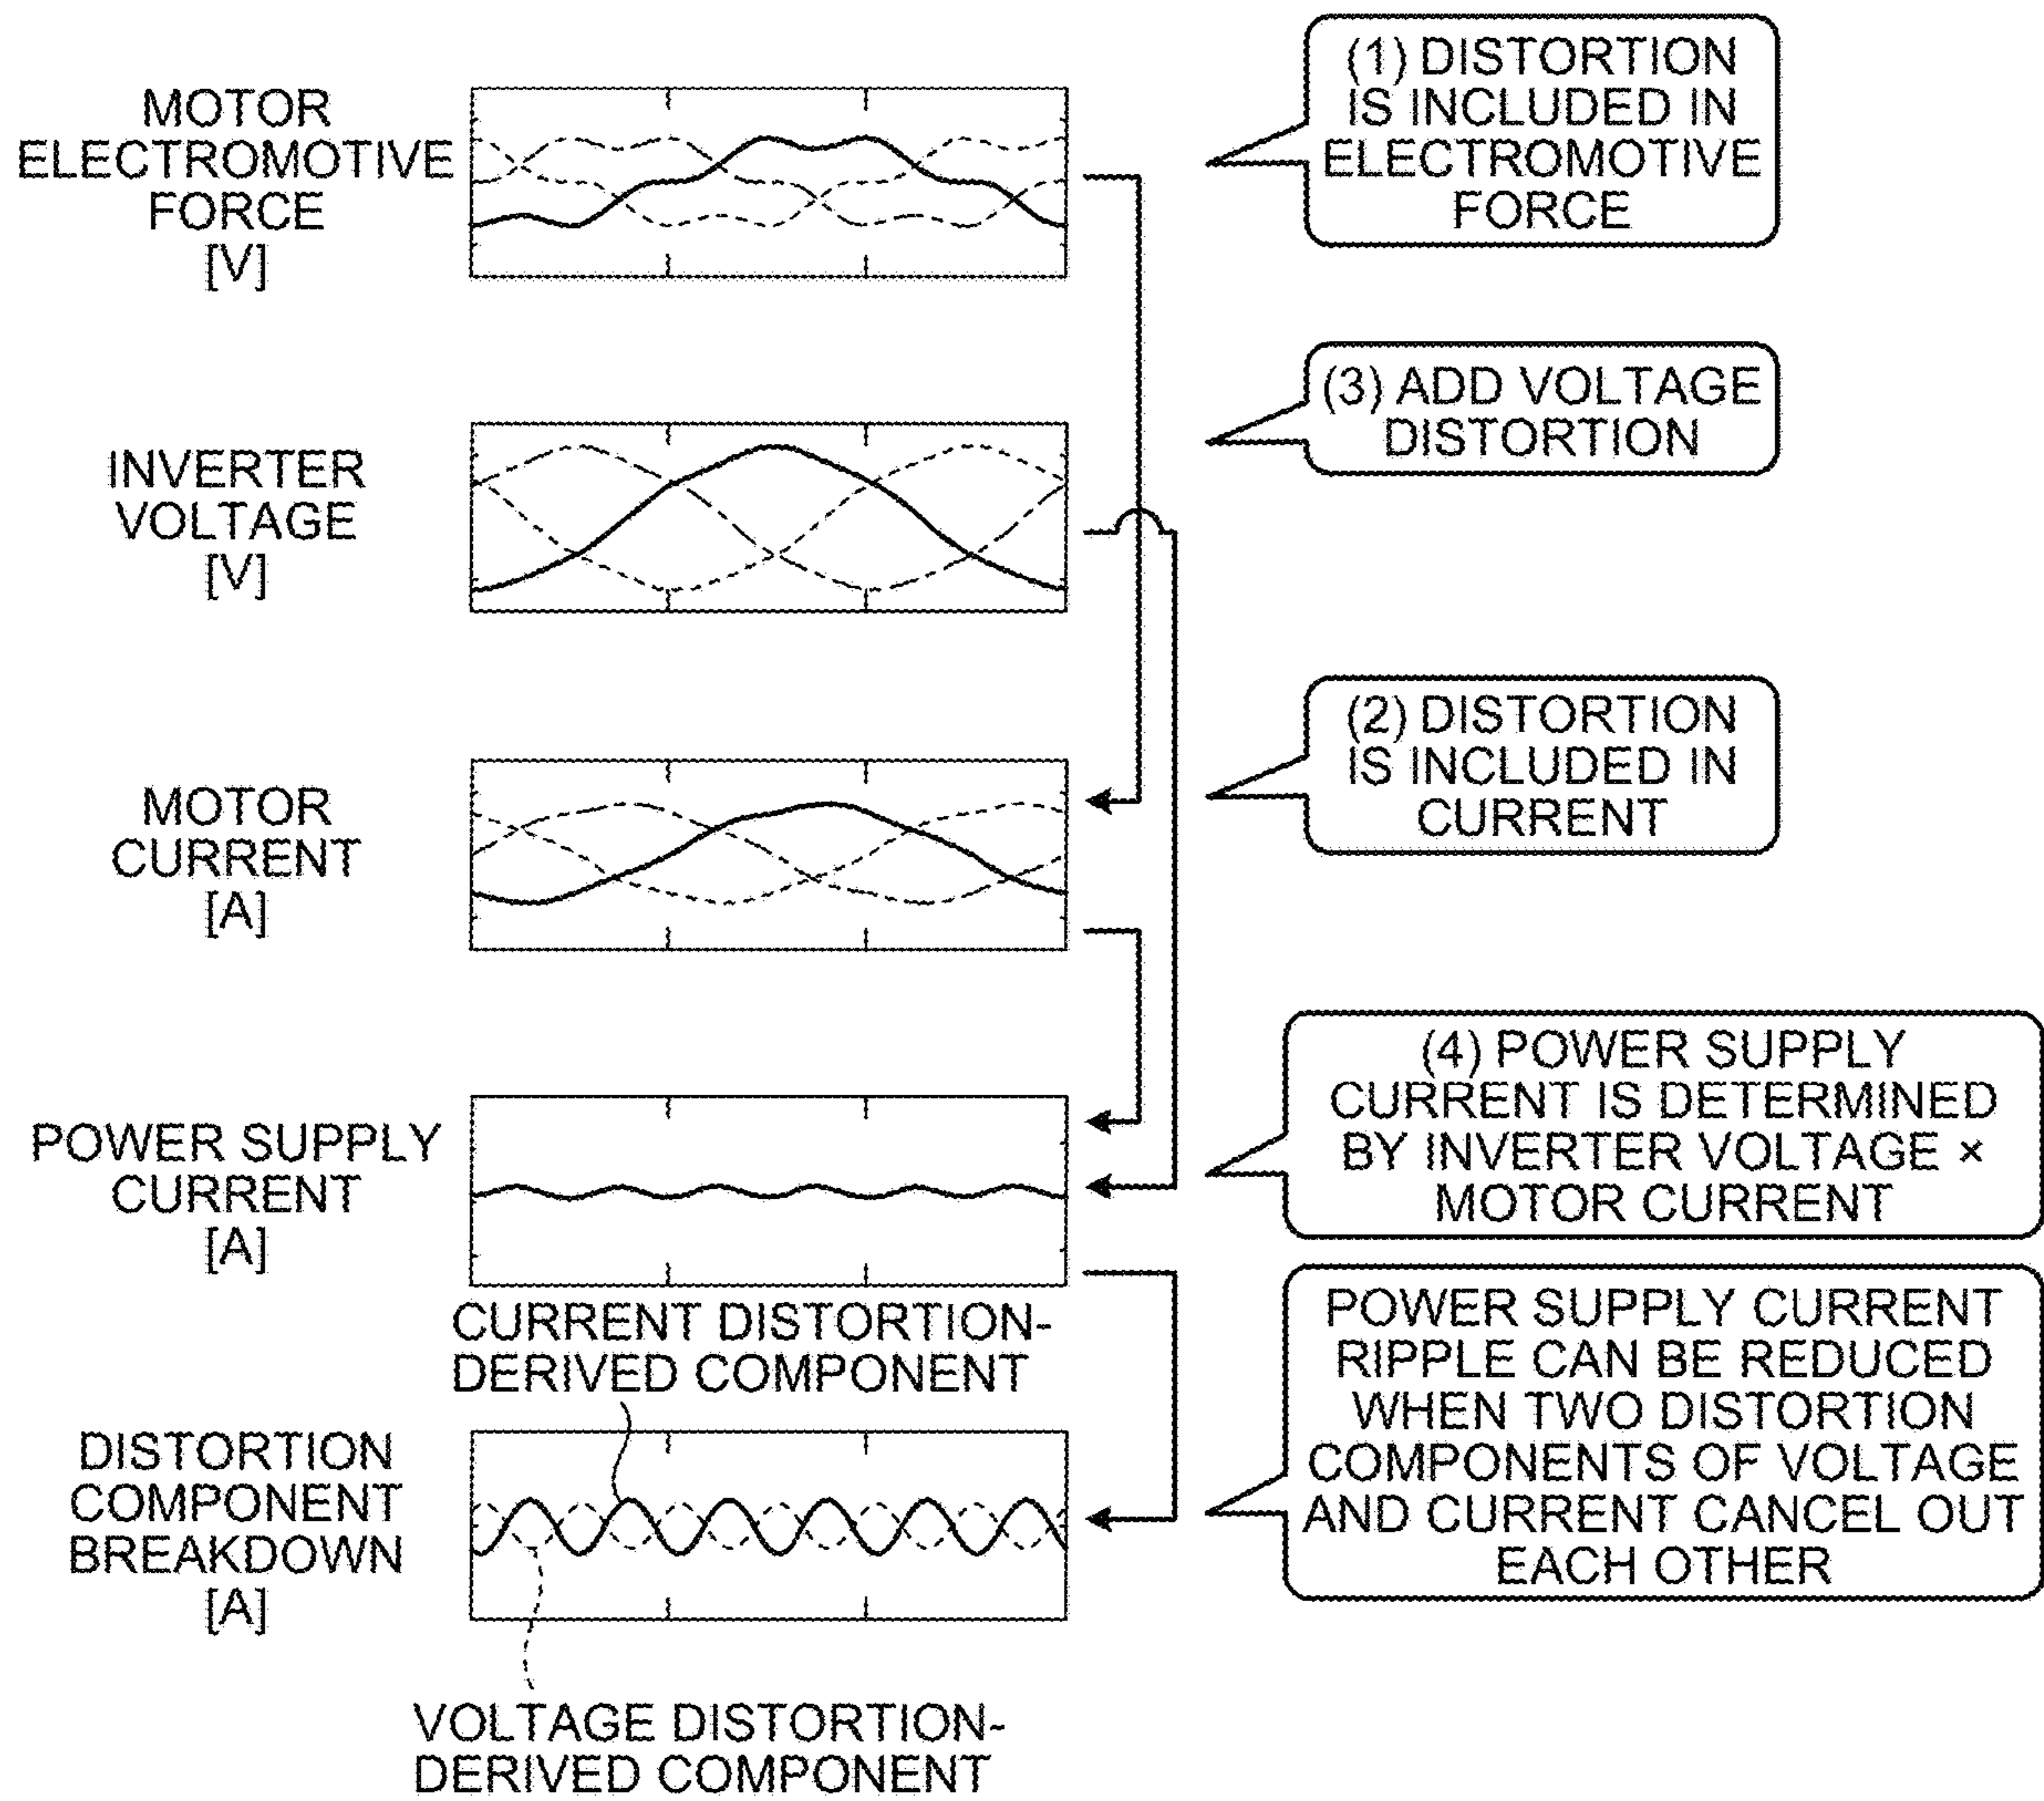 MOTOR
ELECTROMOTIVE
FORCE
[V]
(1) DISTORTION
IS INCLUDED IN
ELECTROMOTIVE
FORCE
INVERTER
VOLTAGE
[V]
(3) ADD VOLTAGE
DISTORTION
MOTOR
CURRENT
[A]
(2) DISTORTION
IS INCLUDED IN
CURRENT
POWER SUPPLY
CURRENT
[A]
(4) POWER SUPPLY
CURRENT IS DETERMINED
BY INVERTER VOLTAGE ×
MOTOR CURRENT
CURRENT DISTORTION-
DERIVED COMPONENT
DISTORTION
COMPONENT
BREAKDOWN
[A]
POWER SUPPLY CURRENT
RIPPLE CAN BE REDUCED
WHEN TWO DISTORTION
COMPONENTS OF VOLTAGE
AND CURRENT CANCEL OUT
EACH OTHER
VOLTAGE DISTORTION-
DERIVED COMPONENT